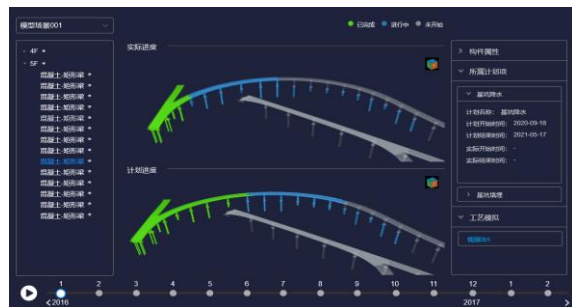 模型场景001
已完成 进行中 未开始
4F
5F
混凝土-矩形梁
混凝土-矩形梁
混凝土-矩形梁
混凝土-矩形梁
混凝土-矩形梁
混凝土-矩形梁
混凝土-矩形梁
混凝土-矩形梁
混凝土-矩形梁
混凝土-矩形梁
混凝土-矩形梁
混凝土-矩形梁
混凝土-矩形梁
混凝土-矩形梁
实际进度
计划进度
构件属性
所属计划项
基坑降水
计划名称: 基坑降水
计划开始时间: 2020-09-18
计划结束时间: 2021-05-17
实际开始时间: -
实际结束时间: -
基坑填埋
工艺模拟
视频001
1 2 3 4 5 6 7 8 9 10 11 12 1 2
2016 2017